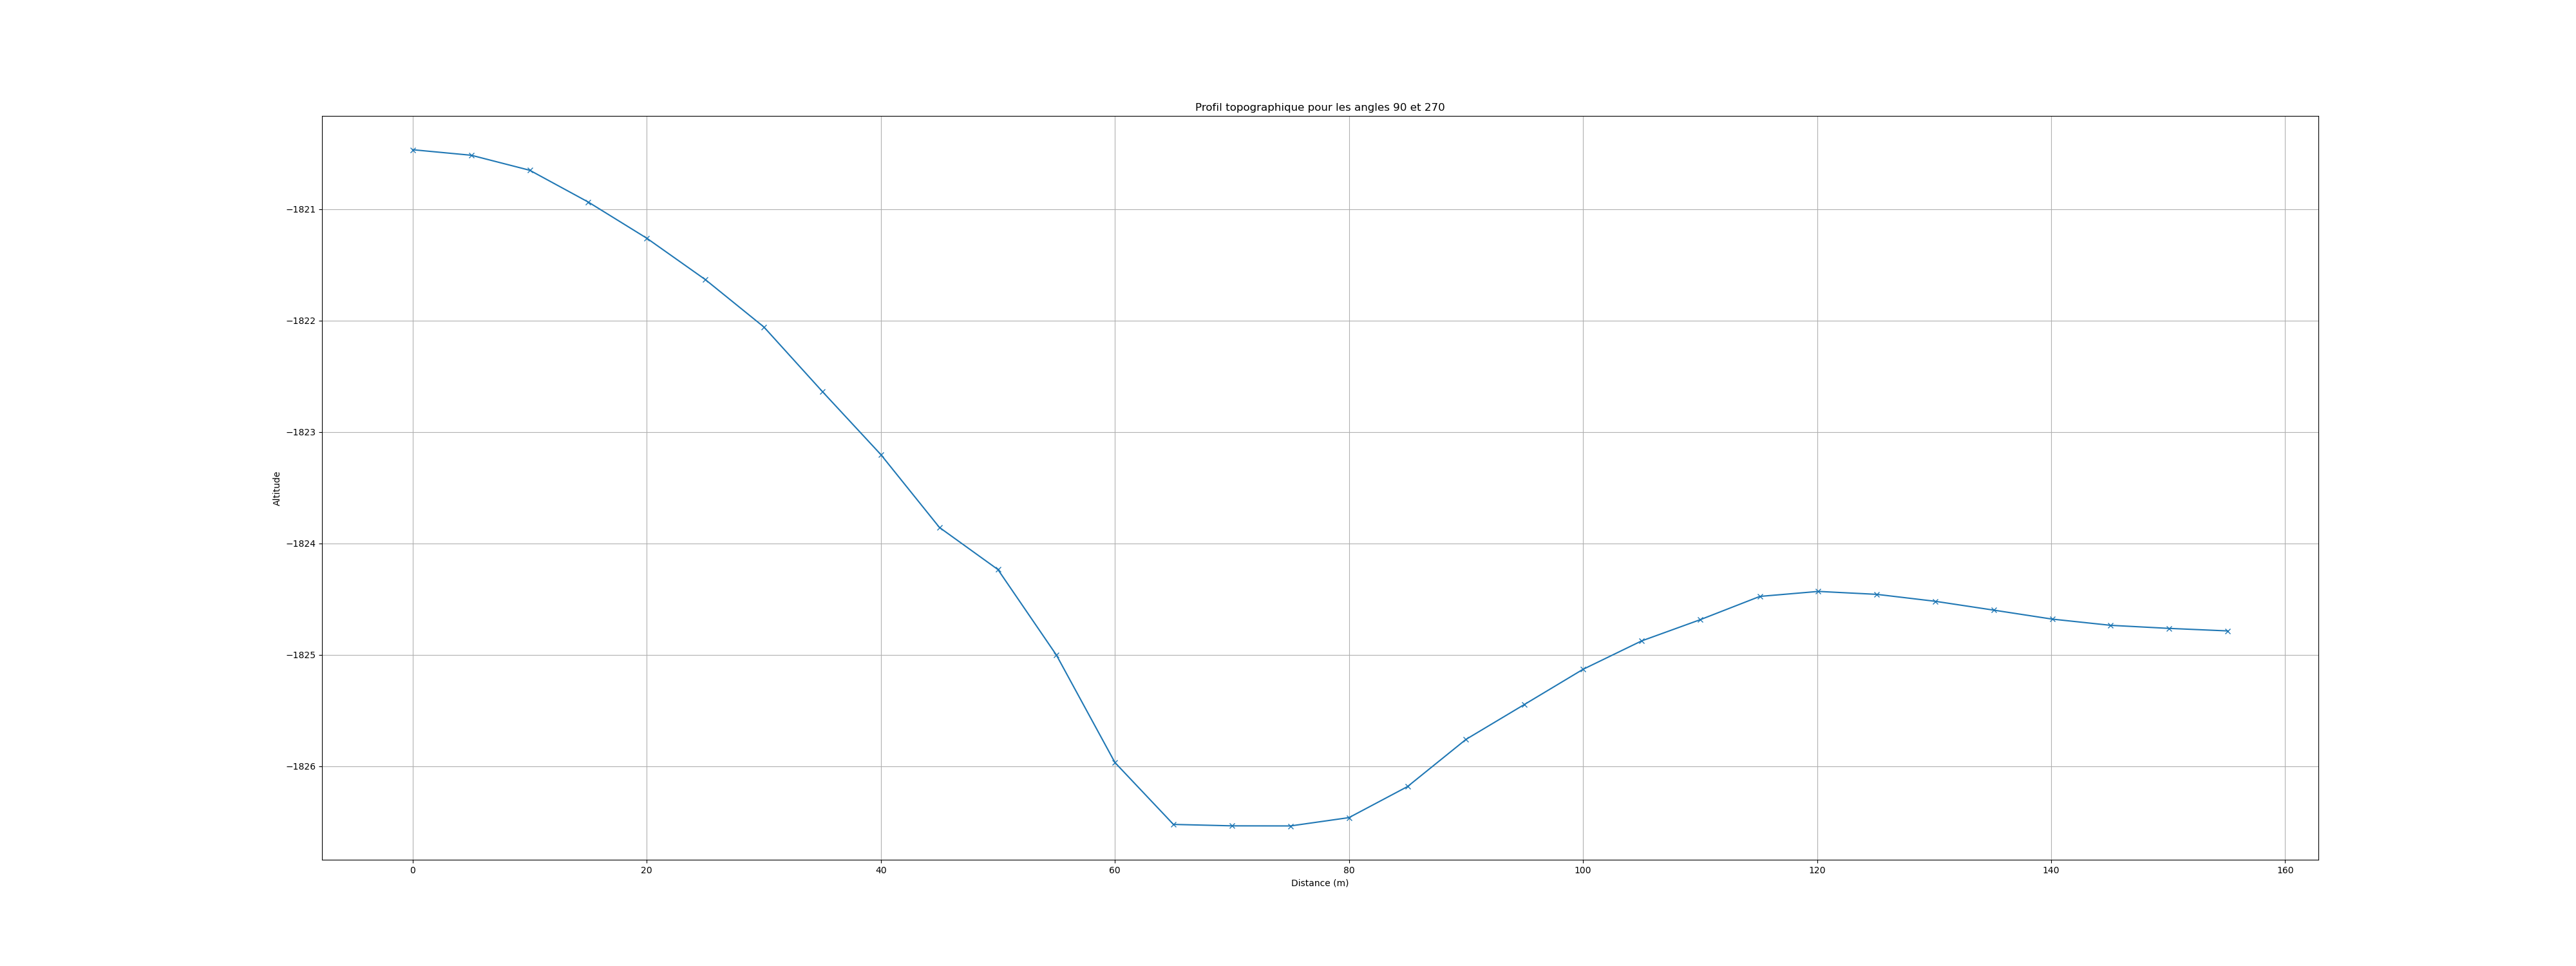 Profil topographique pour les angles 90 et 270
−1821
−1822
−1823
−1824
−1825
−1826
Altitude
0 20 40 60 80 100 120 140 160
Distance (m)